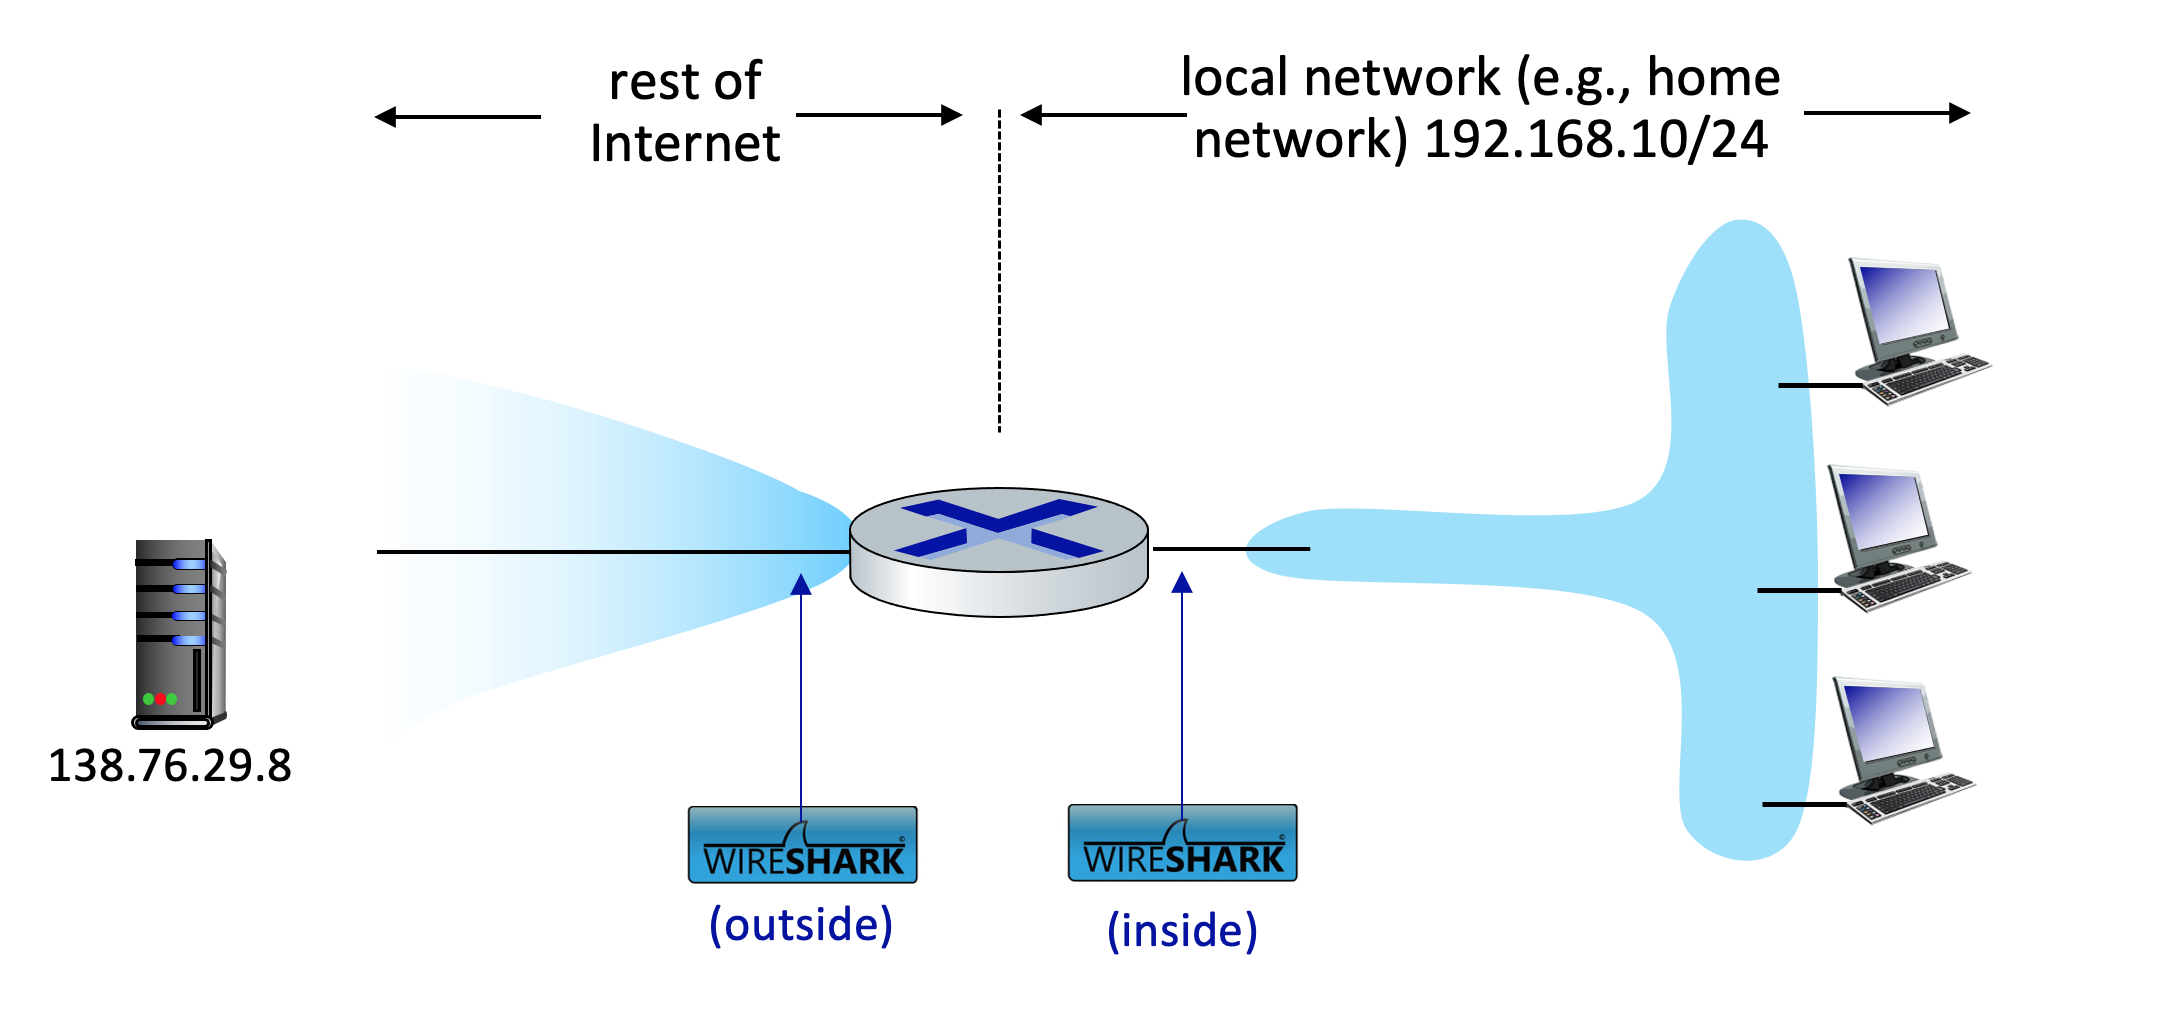 rest of
Internet
local network (e.g., home
network) 192.168.10/24
138.76.29.8
WIRESHARK©
(outside)
WIRESHARK©
(inside)